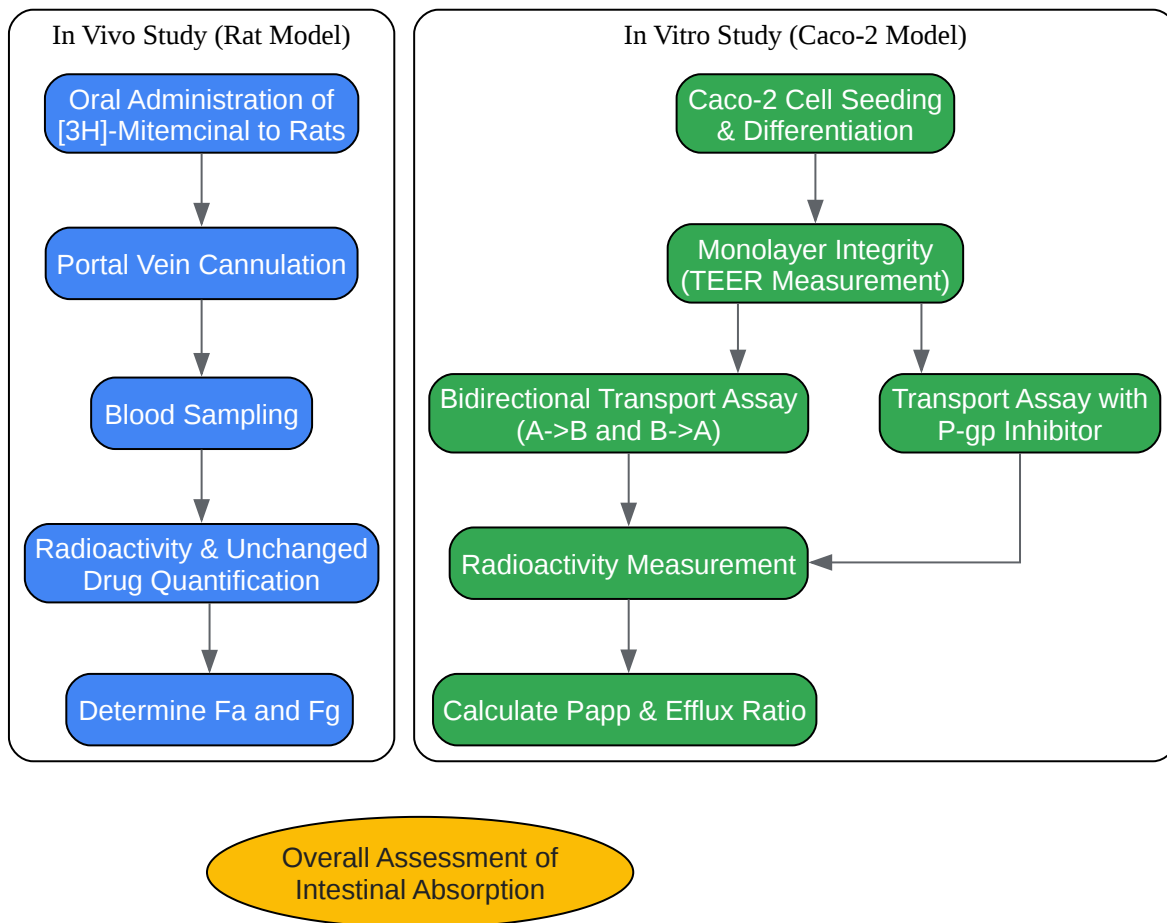 In Vivo Study (Rat Model)
Oral Administration of
[3H]-Mitemcinal to Rats
Portal Vein Cannulation
Blood Sampling
Radioactivity & Unchanged
Drug Quantification
Determine Fa and Fg
In Vitro Study (Caco-2 Model)
Caco-2 Cell Seeding
& Differentiation
Monolayer Integrity
(TEER Measurement)
Bidirectional Transport Assay
(A->B and B->A)
Transport Assay with
P-gp Inhibitor
Radioactivity Measurement
Calculate Papp & Efflux Ratio
Overall Assessment of
Intestinal Absorption